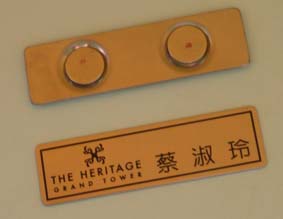 THE HERITAGE
GRAND TOWER
蔡淑玲